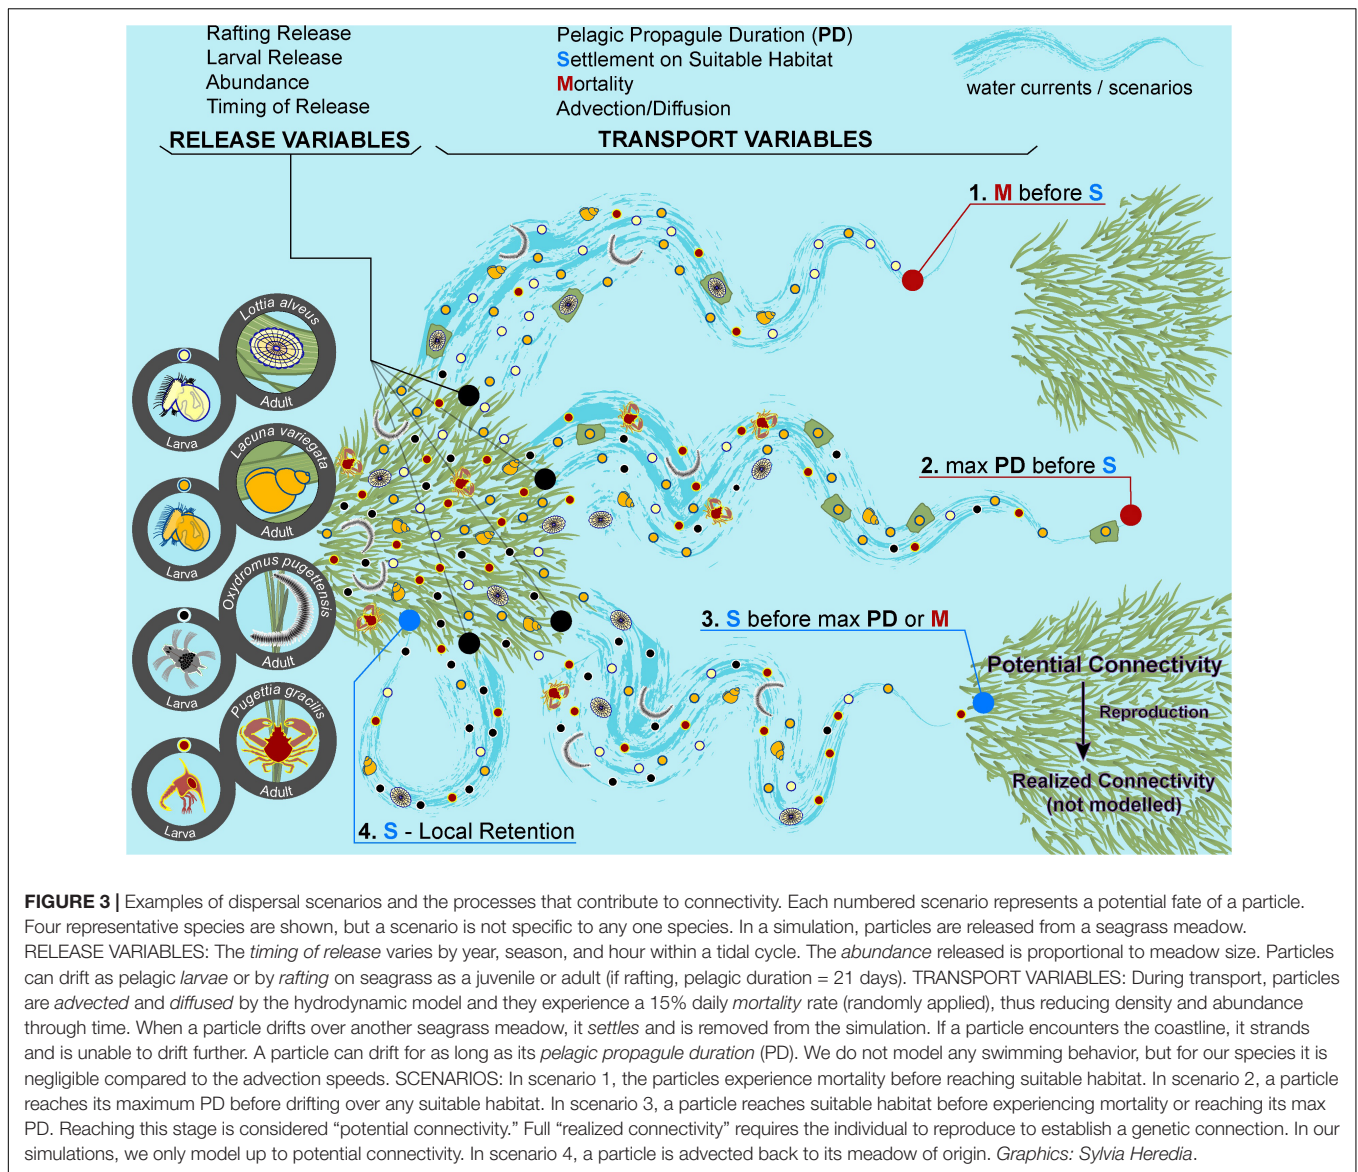 Rafting Release
Larval Release
Abundance
Timing of Release
RELEASE VARIABLES
Pelagic Propagule Duration (PD)
Settlement on Suitable Habitat
Mortality
Advection/Diffusion
TRANSPORT VARIABLES
water currents / scenarios
1. M before S
Lottia alveus
Adult
Larva
Lacuna variegata
Adult
Larva
Oxydromus pugettensis
Adult
Larva
Pugettia gracilis
Adult
Larva
2. max PD before S
3. S before max PD or M
Potential Connectivity
Reproduction
Realized Connectivity
(not modelled)
4. S - Local Retention
FIGURE 3 | Examples of dispersal scenarios and the processes that contribute to connectivity. Each numbered scenario represents a potential fate of a particle.
Four representative species are shown, but a scenario is not specific to any one species. In a simulation, particles are released from a seagrass meadow.
RELEASE VARIABLES: The timing of release varies by year, season, and hour within a tidal cycle. The abundance released is proportional to meadow size. Particles
can drift as pelagic larvae or by rafting on seagrass as a juvenile or adult (if rafting, pelagic duration = 21 days). TRANSPORT VARIABLES: During transport, particles
are advected and diffused by the hydrodynamic model and they experience a 15% daily mortality rate (randomly applied), thus reducing density and abundance
through time. When a particle drifts over another seagrass meadow, it settles and is removed from the simulation. If a particle encounters the coastline, it strands
and is unable to drift further. A particle can drift for as long as its pelagic propagule duration (PD). We do not model any swimming behavior, but for our species it is
negligible compared to the advection speeds. SCENARIOS: In scenario 1, the particles experience mortality before reaching suitable habitat. In scenario 2, a particle
reaches its maximum PD before drifting over any suitable habitat. In scenario 3, a particle reaches suitable habitat before experiencing mortality or reaching its max
PD. Reaching this stage is considered “potential connectivity.” Full “realized connectivity” requires the individual to reproduce to establish a genetic connection. In our
simulations, we only model up to potential connectivity. In scenario 4, a particle is advected back to its meadow of origin. Graphics: Sylvia Heredia.